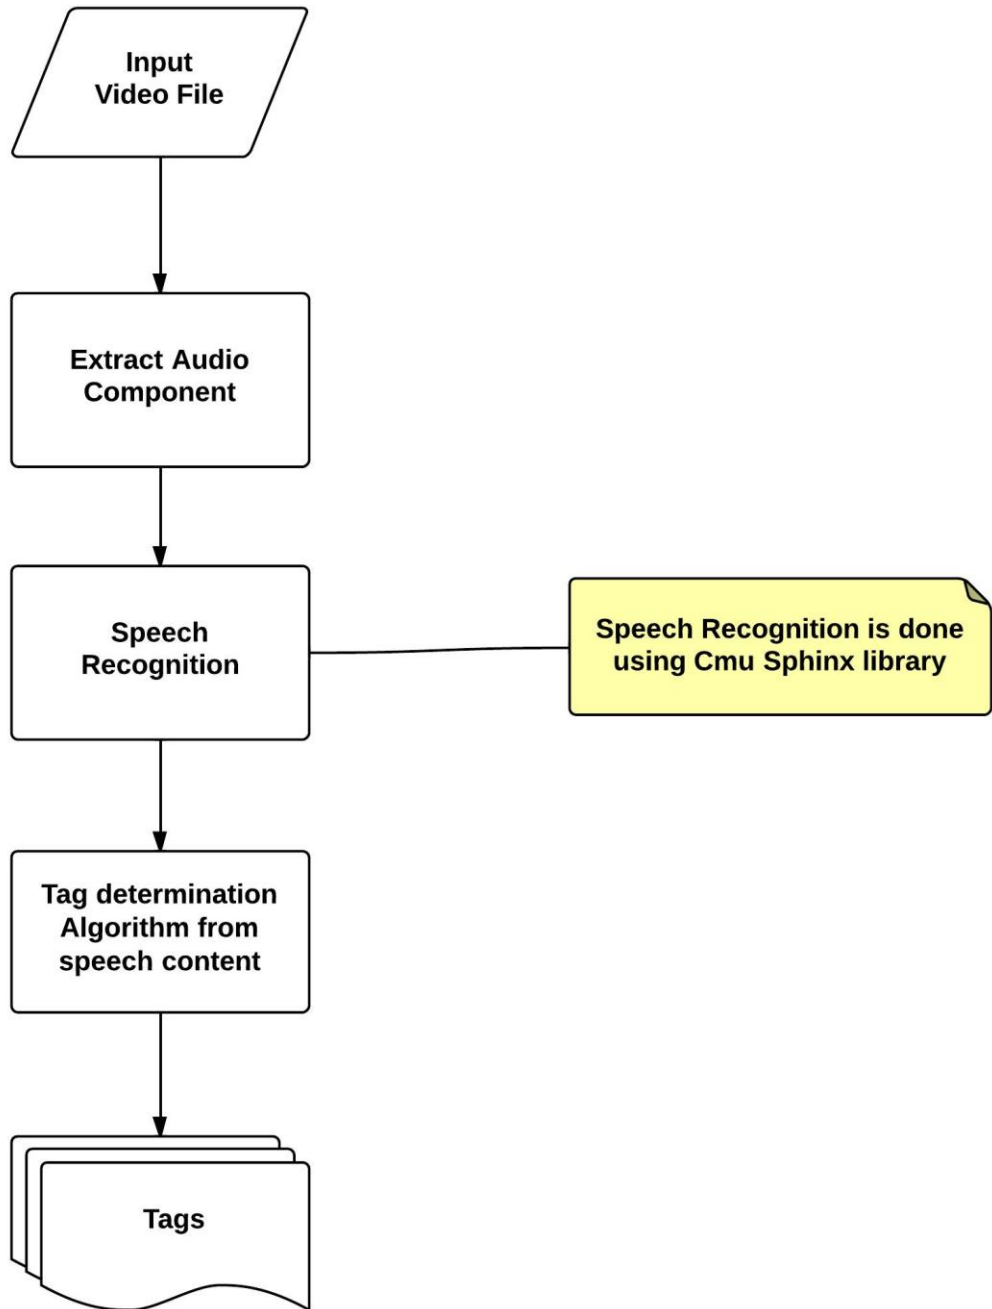 Input
Video File
Extract Audio
Component
Speech
Recognition
Speech Recognition is done
using Cmu Sphinx library
Tag determination
Algorithm from
speech content
Tags